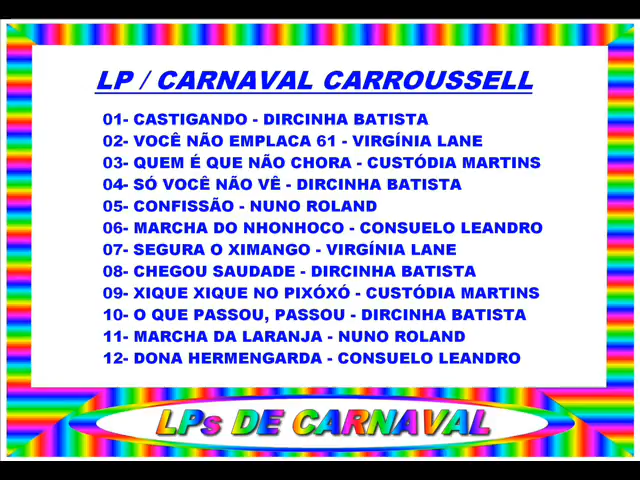 LP / CARNAVAL CARROUSSELL
01- CASTIGANDO - DIRCINHA BATISTA
02- VOCÊ NÃO EMPLACA 61 - VIRGÍNIA LANE
03- QUEM É QUE NÃO CHORA - CUSTÓDIA MARTINS
04- SÓ VOCÊ NÃO VÊ - DIRCINHA BATISTA
05- CONFISSÃO - NUNO ROLAND
06- MARCHA DO NHONHOCO - CONSUELO LEANDRO
07- SEGURA O XIMANGO - VIRGÍNIA LANE
08- CHEGOU SAUDADE - DIRCINHA BATISTA
09- XIQUE XIQUE NO PIXÓXÓ - CUSTÓDIA MARTINS
10- O QUE PASSOU, PASSOU - DIRCINHA BATISTA
11- MARCHA DA LARANJA - NUNO ROLAND
12- DONA HERMENGARDA - CONSUELO LEANDRO
LPs DE CARNAVAL